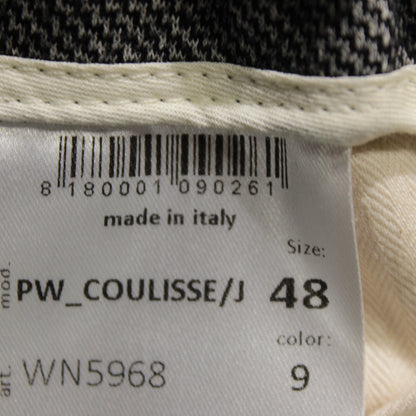 8 180001 090261
made in italy
Size:
mod. PW_COULISSE/J 48
color:
art. WN5968 9